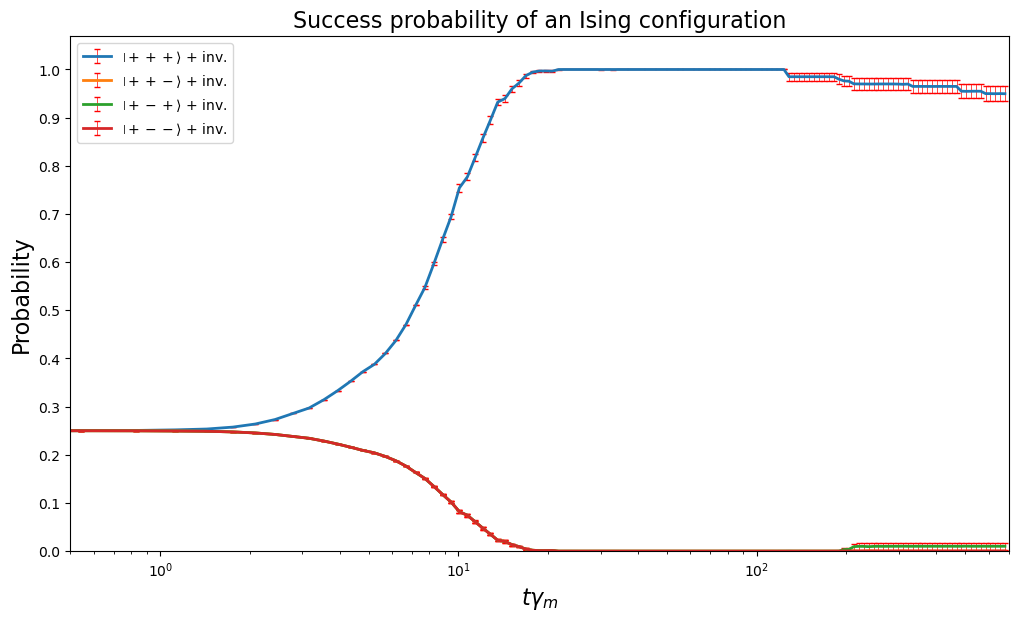 Success probability of an Ising configuration
|+ + +⟩ + inv.
|+ + −⟩ + inv.
|+ − +⟩ + inv.
|+ − −⟩ + inv.
Probability
1.0
0.9
0.8
0.7
0.6
0.5
0.4
0.3
0.2
0.1
0.0
10⁰ 10¹ 10²
tγₘ